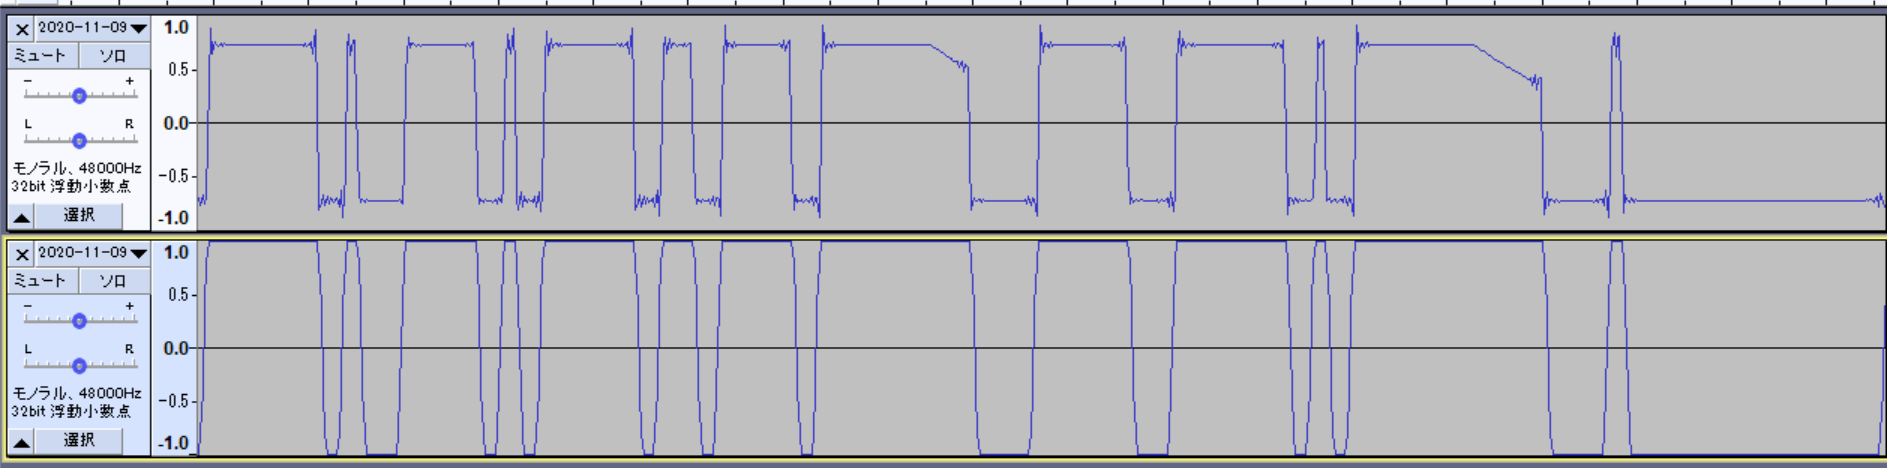 × 2020-11-09▼ 1.0
ミュート ソロ
- + 0.5
0.0
L R
モノラル、48000Hz -0.5
32bit 浮動小数点
▲ 選択 -1.0
× 2020-11-09▼ 1.0
ミュート ソロ
- + 0.5
0.0
L R
モノラル、48000Hz -0.5
32bit 浮動小数点
▲ 選択 -1.0